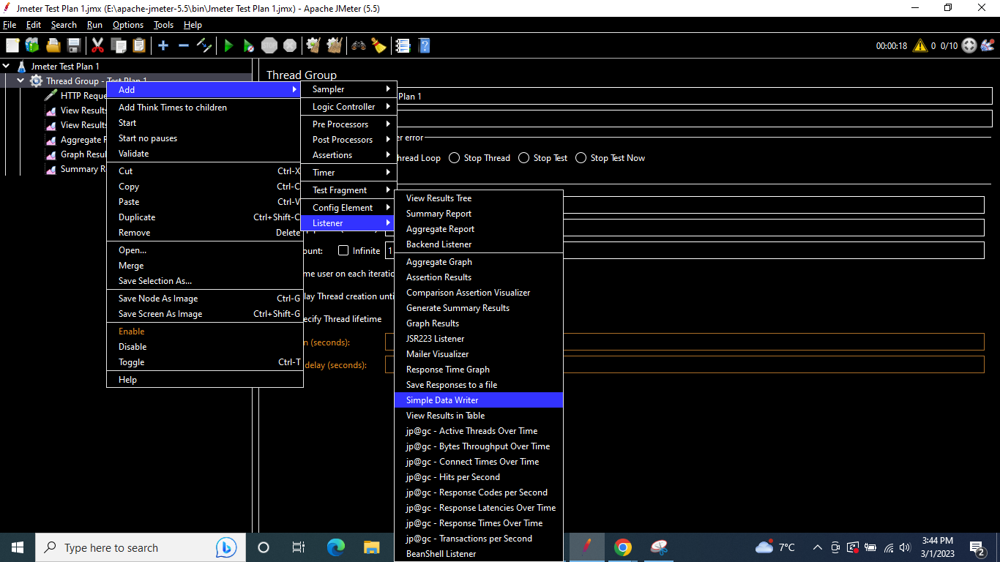 Jmeter Test Plan 1.jmx (E:\apache-jmeter-5.5\bin\Jmeter Test Plan 1.jmx) - Apache JMeter (5.5)
File Edit Search Run Options Tools Help
00:00:18 0 0/10
Jmeter Test Plan 1
Thread Group - Test Plan 1
HTTP Reque
View Results
View Results
Aggregate R
Graph Resul
Summary R
Add
Add Think Times to children
Start
Start no pauses
Validate
Cut Ctrl-X
Copy Ctrl-C
Paste Ctrl-V
Duplicate Ctrl+Shift-C
Remove Delete
Open...
Merge
Save Selection As...
Save Node As Image Ctrl-G
Save Screen As Image Ctrl+Shift-G
Enable
Disable
Toggle Ctrl-T
Help
Sampler
Logic Controller
Pre Processors
Post Processors
Assertions
Timer
Test Fragment
Config Element
Listener
View Results Tree
Summary Report
Aggregate Report
Backend Listener
Aggregate Graph
Assertion Results
Comparison Assertion Visualizer
Generate Summary Results
Graph Results
JSR223 Listener
Mailer Visualizer
Response Time Graph
Save Responses to a file
Simple Data Writer
View Results in Table
jp@gc - Active Threads Over Time
jp@gc - Bytes Throughput Over Time
jp@gc - Connect Times Over Time
jp@gc - Hits per Second
jp@gc - Response Codes per Second
jp@gc - Response Latencies Over Time
jp@gc - Response Times Over Time
jp@gc - Transactions per Second
BeanShell Listener
Thread Group
Plan 1
er error
hread Loop Stop Thread Stop Test Stop Test Now
ount: Infinite 1
me user on each iteratio
lay Thread creation unti
ecify Thread lifetime
n (seconds):
delay (seconds):
Type here to search
7°C
3:44 PM
3/1/2023
2